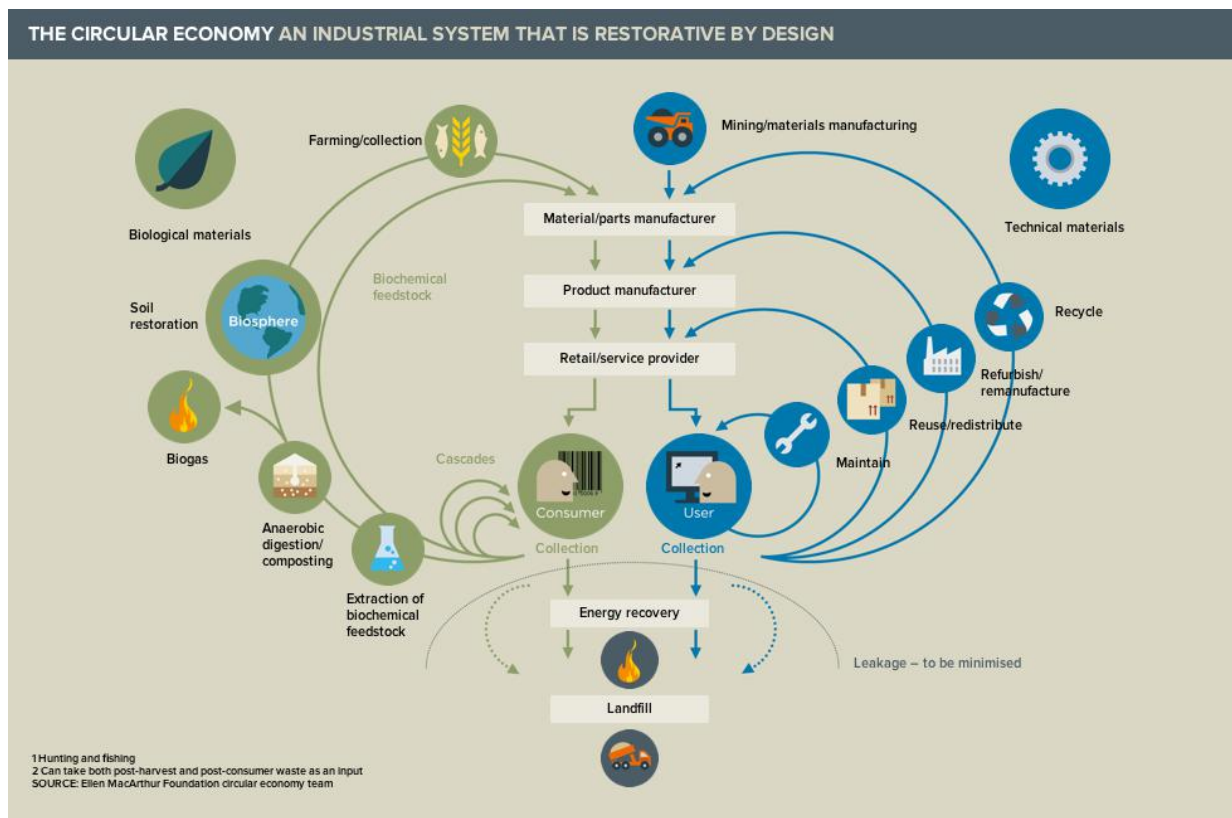 THE CIRCULAR ECONOMY AN INDUSTRIAL SYSTEM THAT IS RESTORATIVE BY DESIGN
Farming/collection
Mining/materials manufacturing
Biological materials
Technical materials
Material/parts manufacturer
Biochemical
feedstock
Product manufacturer
Soil
restoration
Biosphere
Recycle
Retail/service provider
Refurbish/
remanufacture
Reuse/redistribute
Biogas
Cascades
Maintain
Consumer
User
Anaerobic
digestion/
composting
Collection
Collection
Extraction of
biochemical
feedstock
Energy recovery
Leakage – to be minimised
Landfill
1 Hunting and fishing
2 Can take both post-harvest and post-consumer waste as an input
SOURCE: Ellen MacArthur Foundation circular economy team